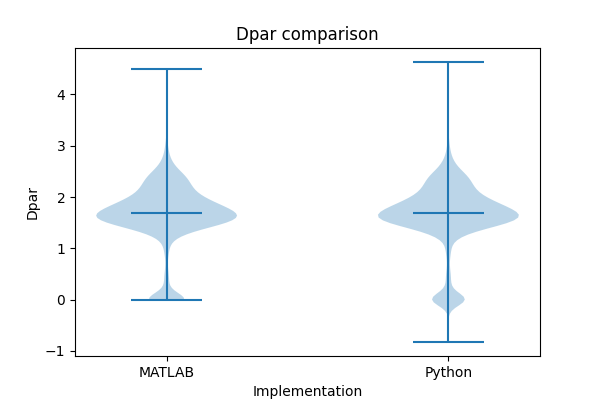 Dpar comparison
4
3
2
1
0
−1
Dpar
MATLAB
Python
Implementation